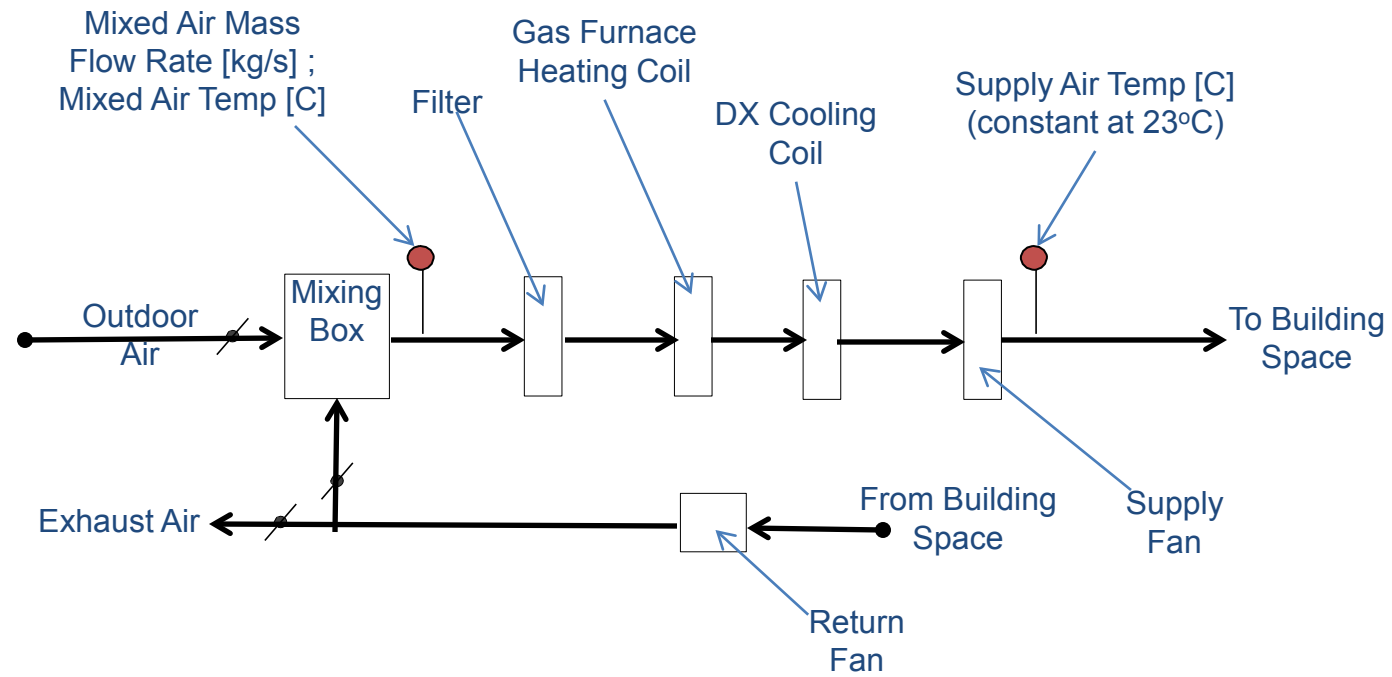 Mixed Air Mass
Flow Rate [kg/s] ;
Mixed Air Temp [C]
Gas Furnace
Heating Coil
Filter
DX Cooling
Coil
Supply Air Temp [C]
(constant at 23ºC)
Outdoor
Air
Mixing
Box
To Building
Space
Exhaust Air
From Building
Space
Supply
Fan
Return
Fan